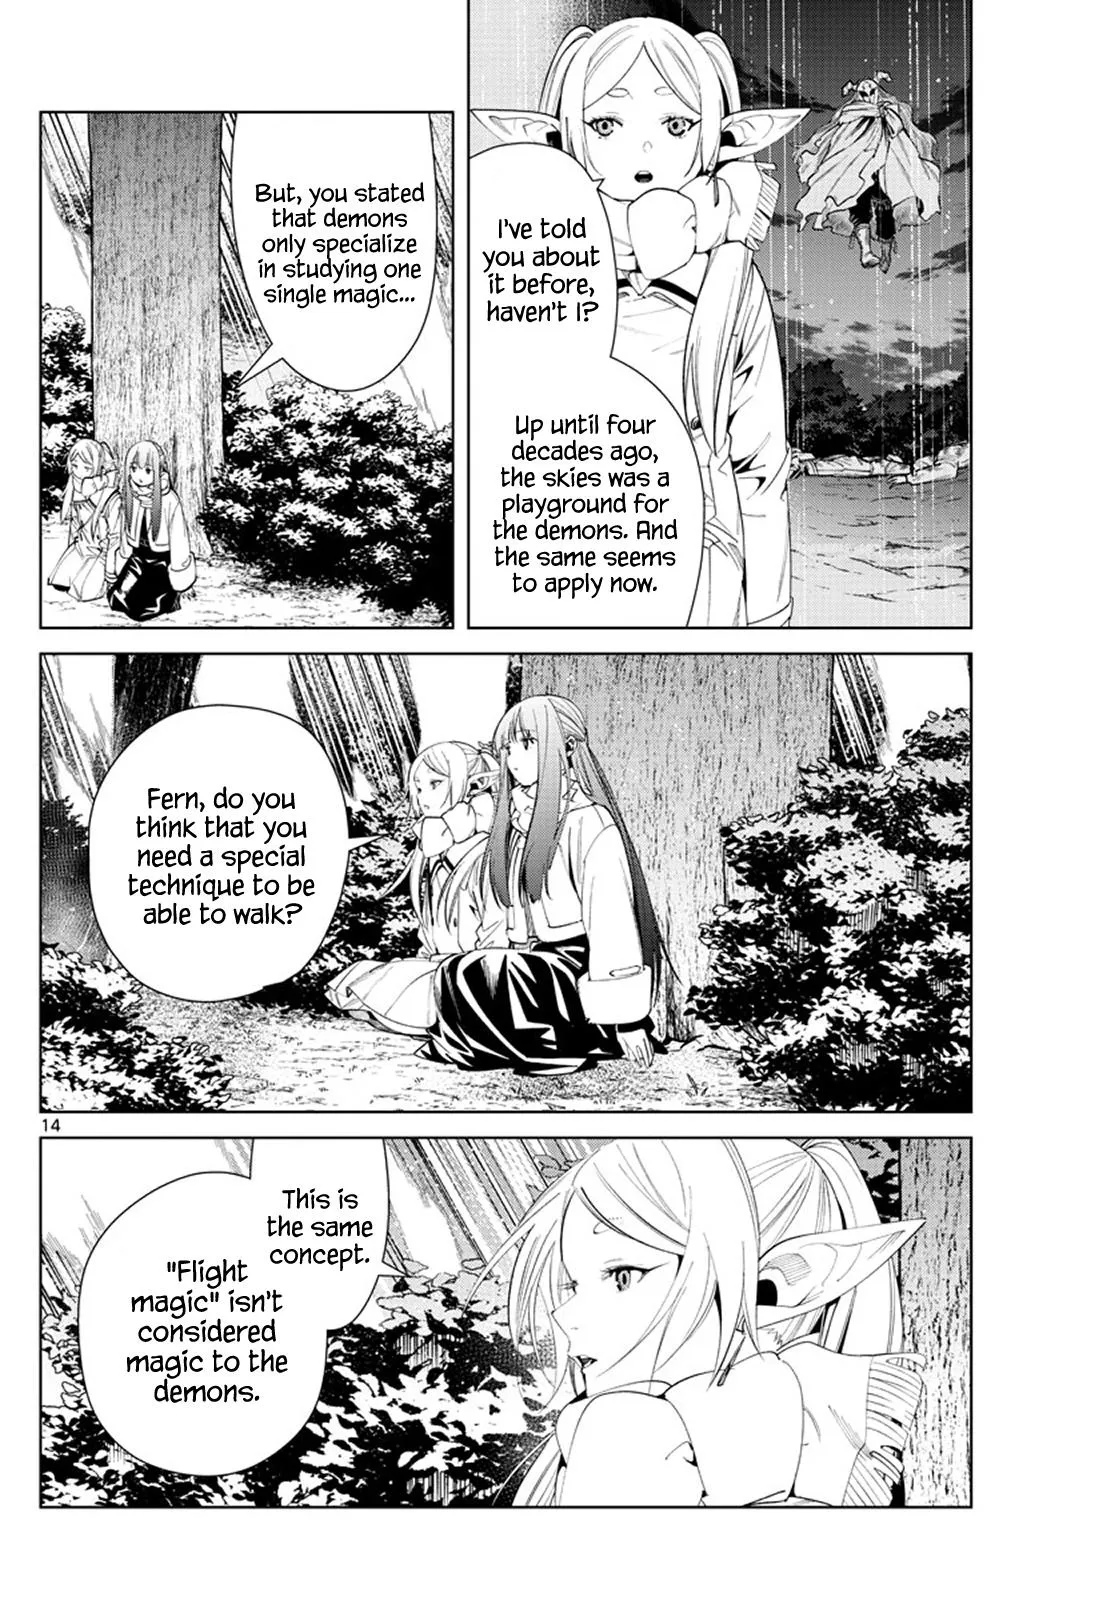 I've told
you about
it before,
haven't I?
Up until four
decades ago,
the skies was a
playground for
the demons. And
the same seems
to apply now.
But, you stated
that demons
only specialize
in studying one
single magic...
Fern, do you
think that you
need a special
technique to be
able to walk?
14
This is
the same
concept.
"Flight
magic" isn't
considered
magic to the
demons.